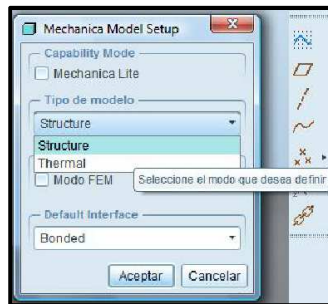 Mechanica Model Setup
Capability Mode
Mechanica Lite
Tipo de modelo
Structure
Structure
Thermal
Seleccione el modo que desea definir
Modo FEM
Default Interface
Bonded
Aceptar
Cancelar